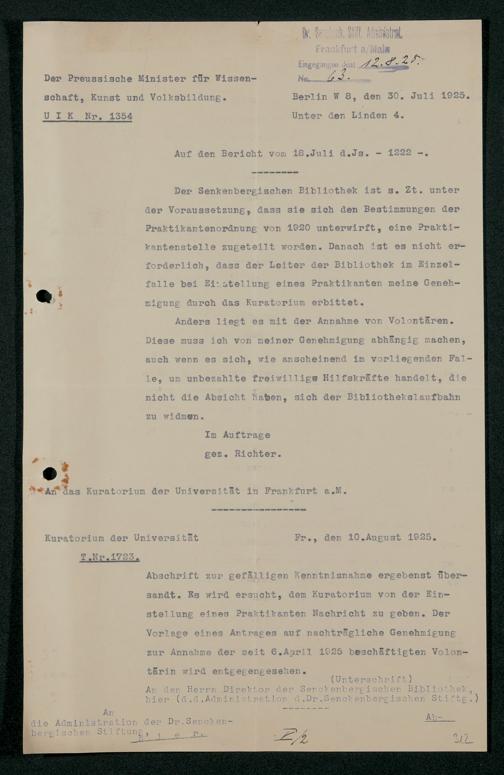 Dr. Senckenb. Stift. Administrat.
Frankfurt a/Main
Eingegangen den 12.8.25.
No. 63.
Der Preussische Minister für Wissen-
schaft, Kunst und Volksbildung.
U I K Nr. 1354
Berlin W 8, den 30. Juli 1925.
Unter den Linden 4.
Auf den Bericht vom 18.Juli d.Js. - 1222 -.
Der Senkenbergischen Bibliothek ist s. Zt. unter
der Voraussetzung, dass sie sich den Bestimmungen der
Praktikantenordnung von 1920 unterwirft, eine Prakti-
kantenstelle zugeteilt worden. Danach ist es nicht er-
forderlich, dass der Leiter der Bibliothek im Einzel-
falle bei Einstellung eines Praktikanten meine Geneh-
migung durch das Kuratorium erbittet.
Anders liegt es mit der Annahme von Volontären.
Diese muss ich von meiner Genehmigung abhängig machen,
auch wenn es sich, wie anscheinend im vorliegenden Fal-
le, um unbezahlte freiwillige Hilfskräfte handelt, die
nicht die Absicht haben, sich der Bibliothekslaufbahn
zu widmen.
Im Auftrage
gez. Richter.
An das Kuratorium der Universität in Frankfurt a.M.
Kuratorium der Universität
T.Nr.1723.
Fr., den 10.August 1925.
Abschrift zur gefälligen Kenntnisnahme ergebenst über-
sandt. Es wird ersucht, dem Kuratorium von der Ein-
stellung eines Praktikanten Nachricht zu geben. Der
Vorlage eines Antrages auf nachträgliche Genehmigung
zur Annahme der seit 6.April 1925 beschäftigten Volon-
tärin wird entgegengesehen.
(Unterschrift)
An den Herrn Direktor der Senckenbergischen Bibliothek,
hier (d.d.Administration d.Dr.Senckenbergischen Stiftg.)
An
die Administration der Dr.Sencken-
bergischen Stiftung
h i e r.
Ab-
II/2
212